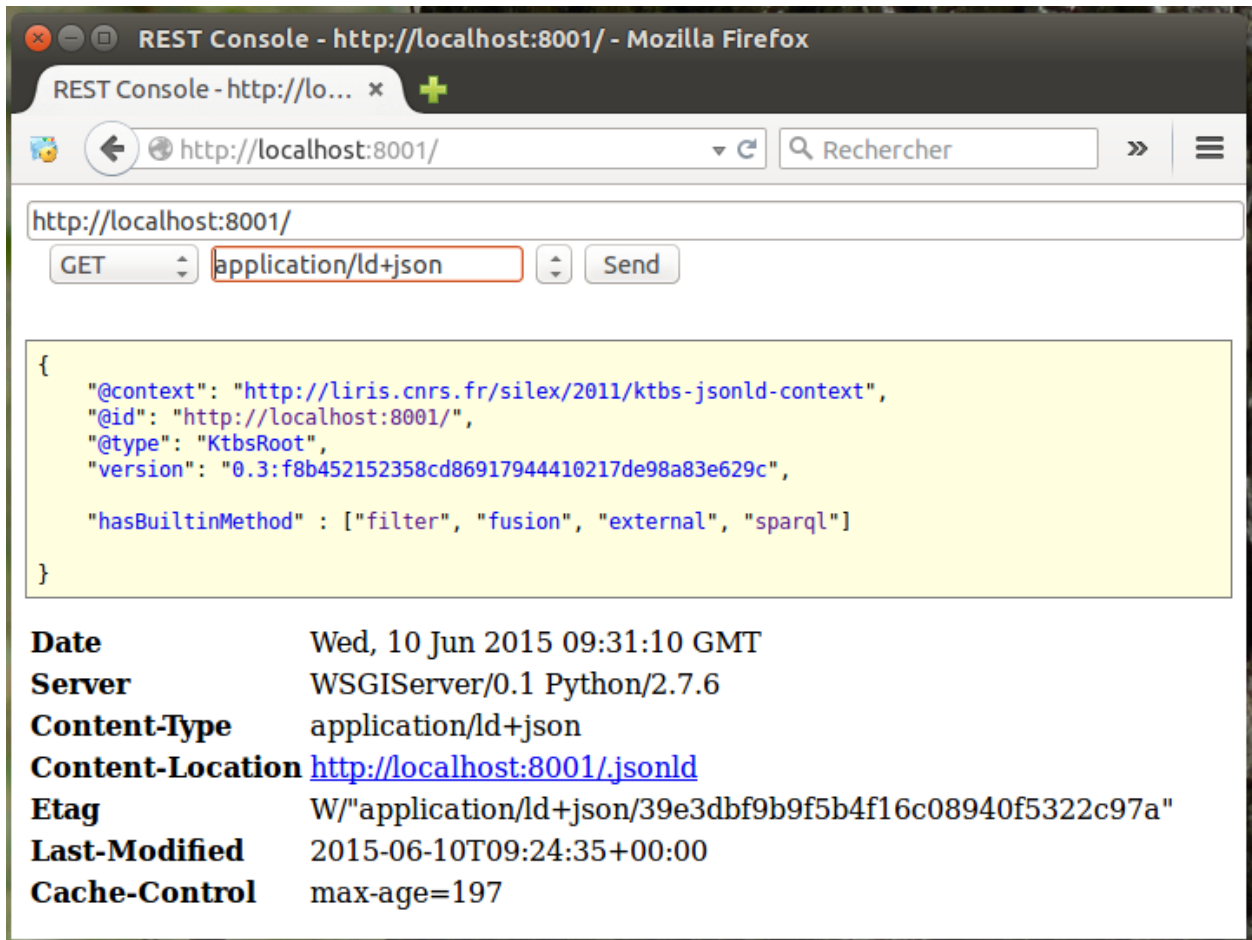 REST Console - http://localhost:8001/ - Mozilla Firefox
REST Console - http://lo...
http://localhost:8001/ Rechercher »
http://localhost:8001/
GET application/ld+json Send
{
"@context": "http://liris.cnrs.fr/silex/2011/ktbs-jsonld-context",
"@id": "http://localhost:8001/",
"@type": "KtbsRoot",
"version": "0.3:f8b452152358cd86917944410217de98a83e629c",
"hasBuiltinMethod" : ["filter", "fusion", "external", "sparql"]
}
Date Wed, 10 Jun 2015 09:31:10 GMT
Server WSGIServer/0.1 Python/2.7.6
Content-Type application/ld+json
Content-Location http://localhost:8001/.jsonld
Etag W/"application/ld+json/39e3dbf9b9f5b4f16c08940f5322c97a"
Last-Modified 2015-06-10T09:24:35+00:00
Cache-Control max-age=197